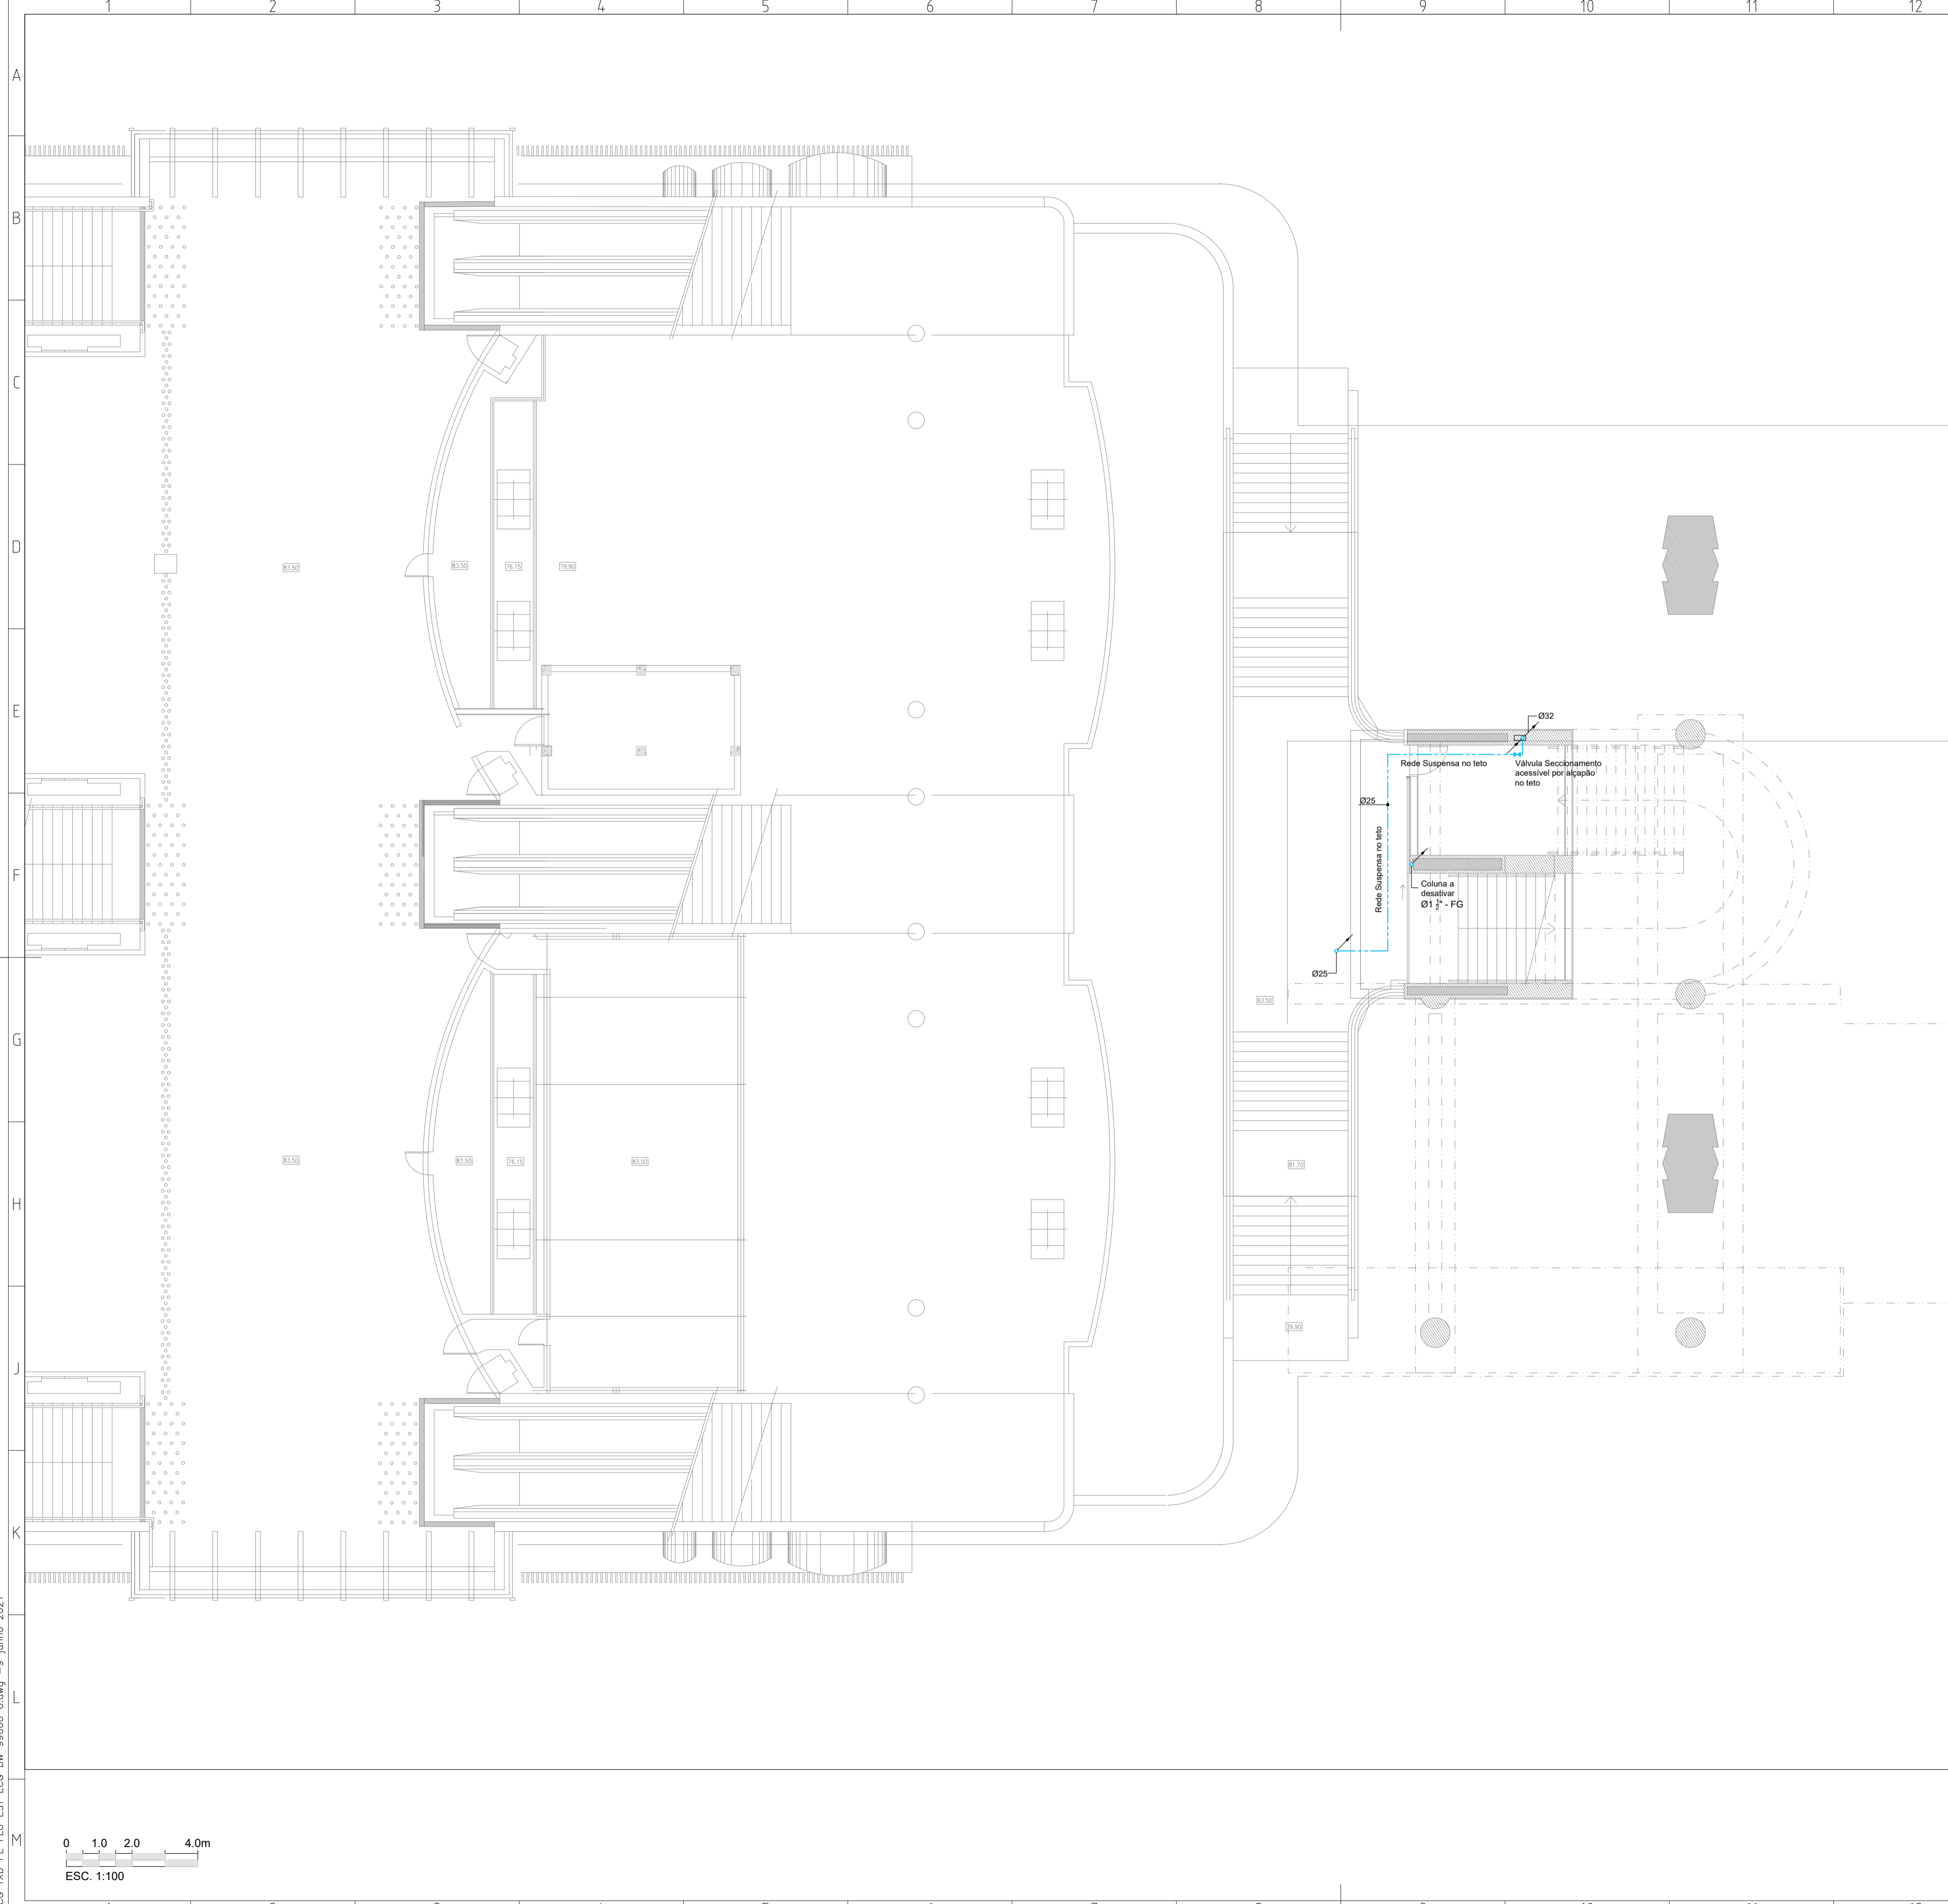 1 2 3 4 5 6 7 8 9 10 11 12
A
B
C
D
E
F
G
H
J
K
L
M
83.50
83.50
76.15
79.90
Ø32
Rede Suspensa no teto
Válvula Seccionamento
acessível por alçapão
no teto
Ø25
Rede Suspensa no teto
Coluna a
desativar
Ø1 1/2" - FG
Ø25
83.50
83.50
83.50
76.15
83.50
81.70
79.90
0 1.0 2.0 4.0m
ESC. 1:100